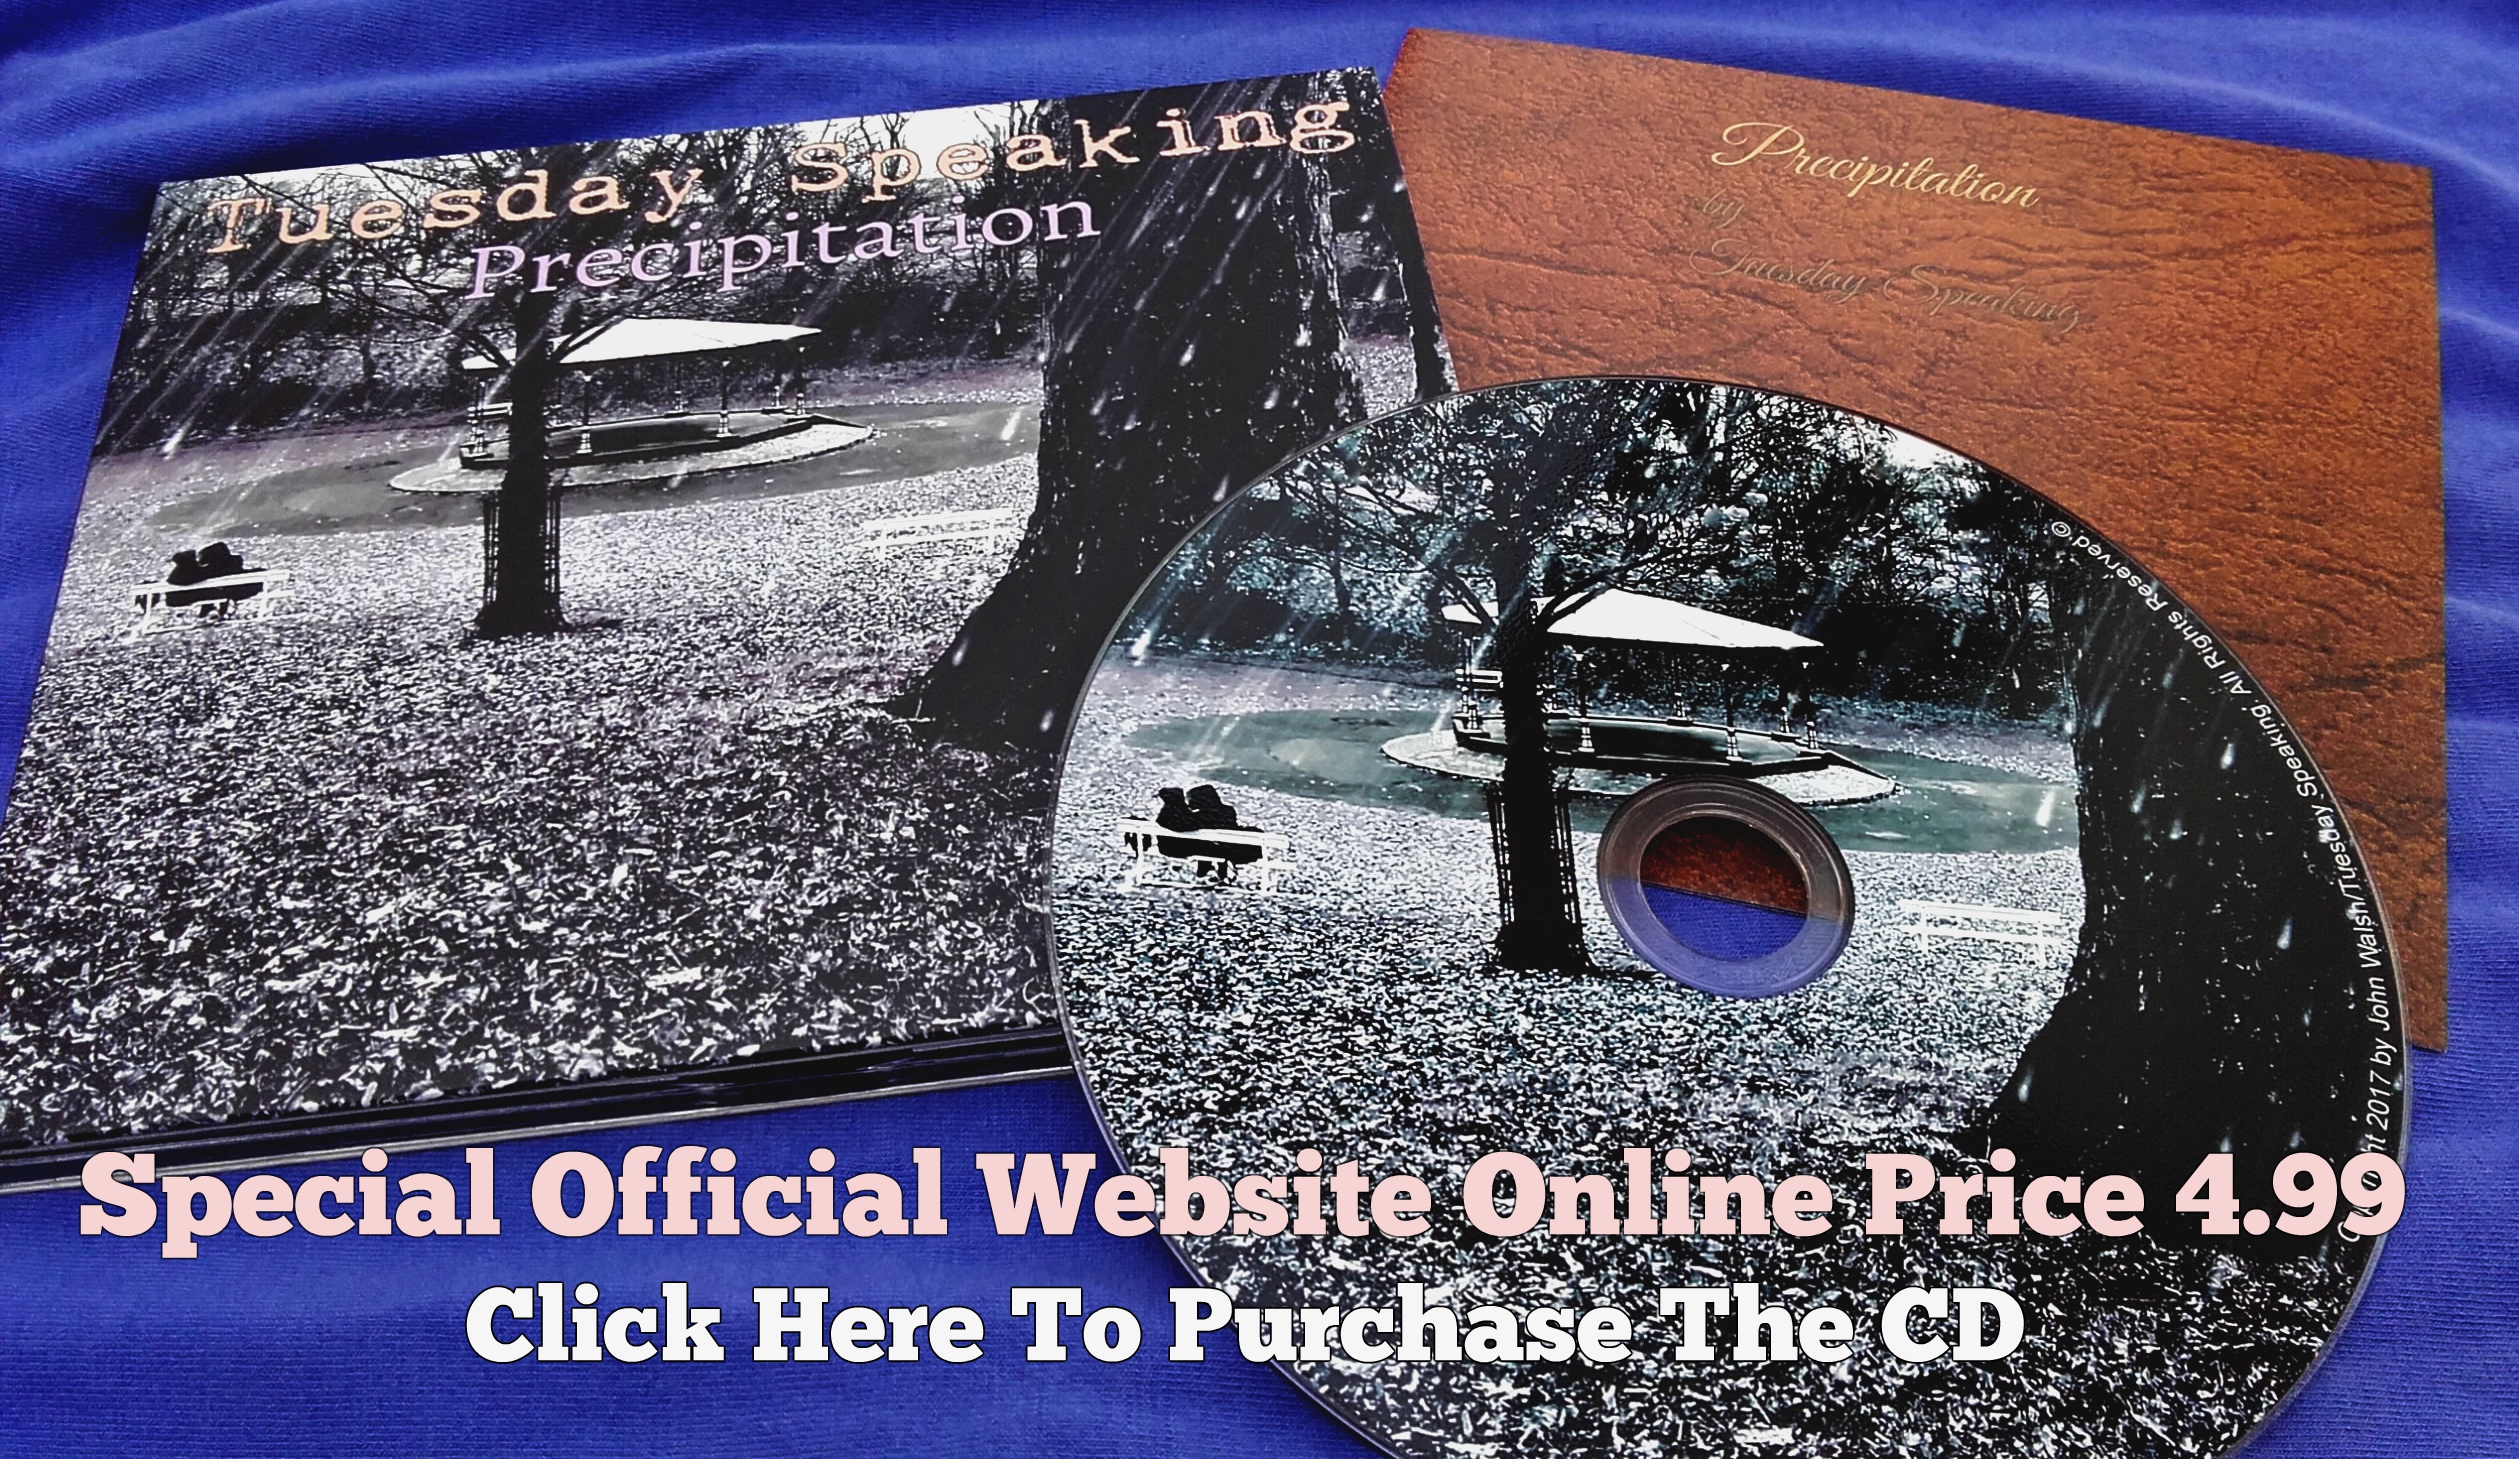 Tuesday Speaking
Precipitation
Precipitation
by
Tuesday Speaking
2017 by John Walsh/Tuesday Speaking. All Rights Reserved ©
Special Official Website Online Price 4.99
Click Here To Purchase The CD